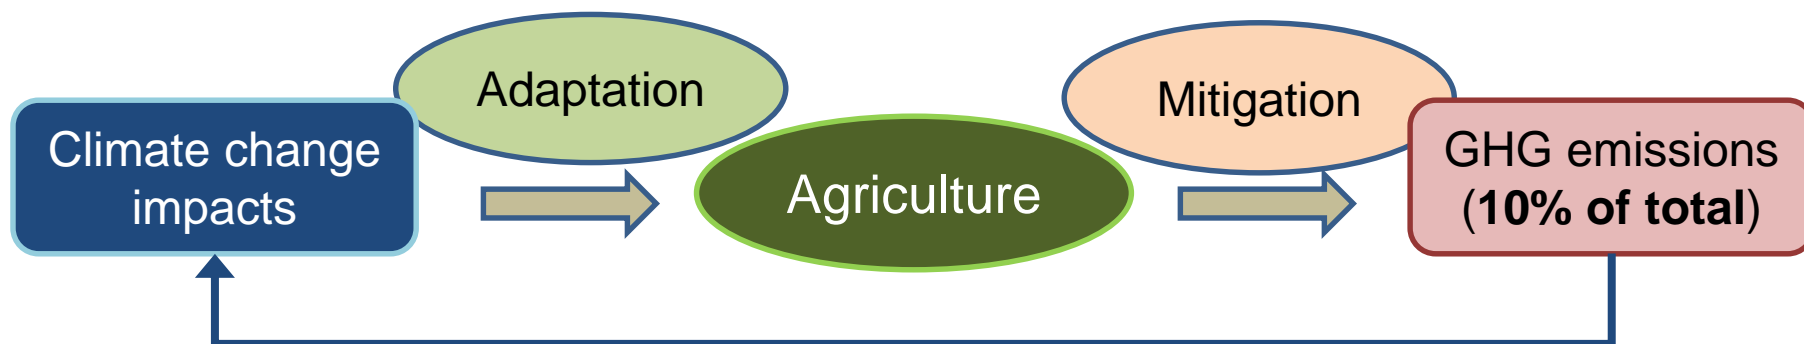 Adaptation
Mitigation
Climate change
impacts
Agriculture
GHG emissions
(10% of total)